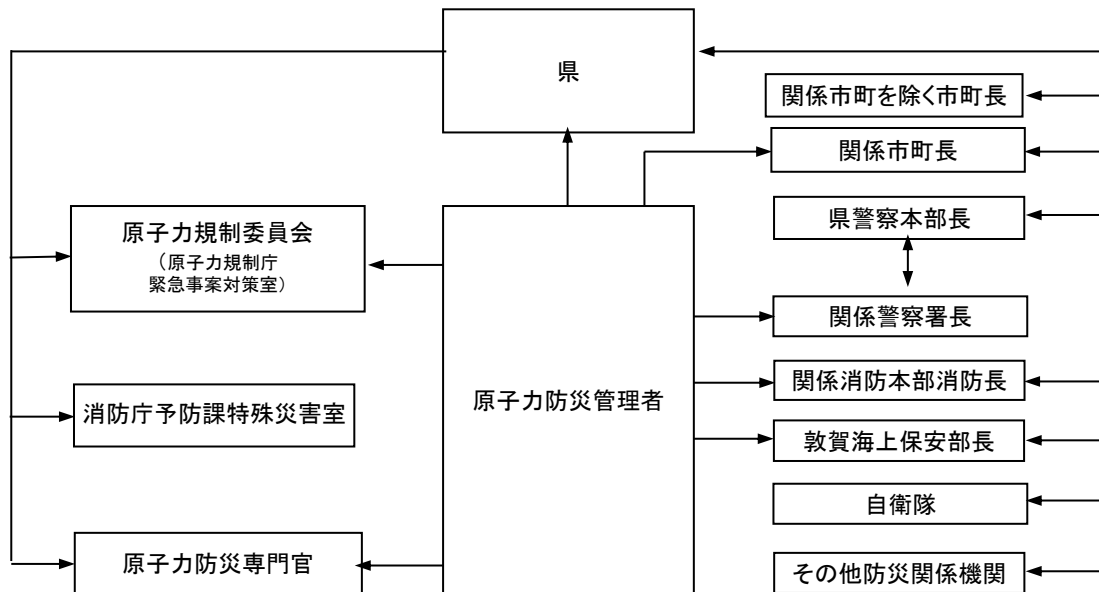 県
関係市町を除く市町長
関係市町長
原子力規制委員会
（原子力規制庁
緊急事案対策室）
県警察本部長
関係警察署長
消防庁予防課特殊災害室
原子力防災管理者
関係消防本部消防長
敦賀海上保安部長
自衛隊
原子力防災専門官
その他防災関係機関